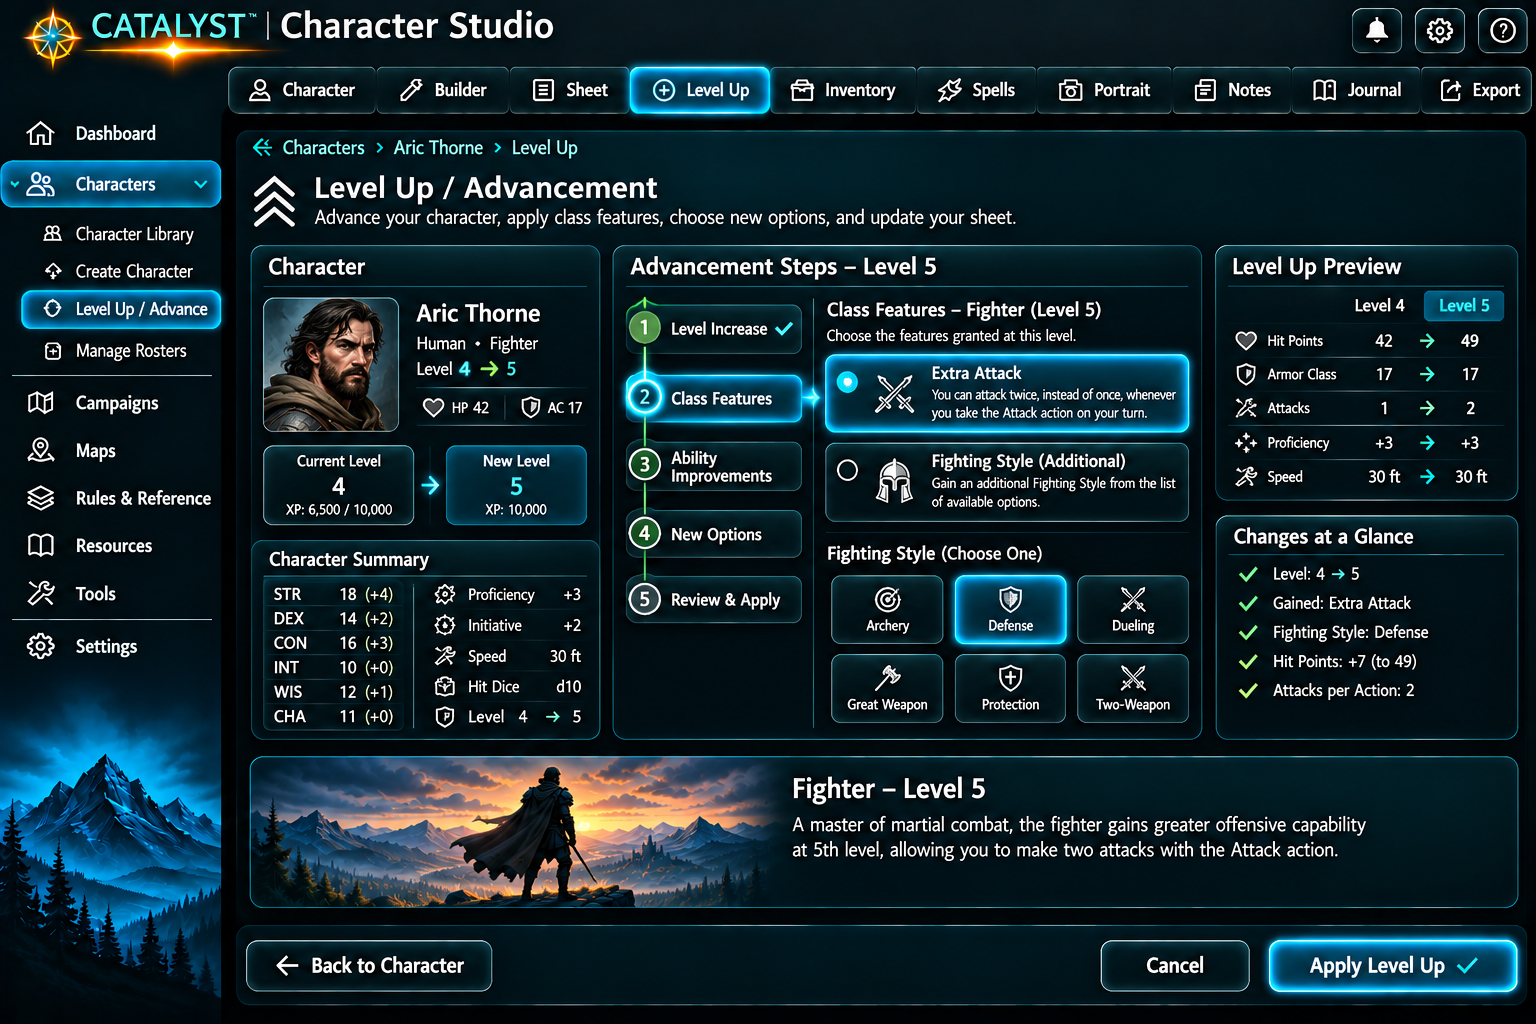 CATALYST™ | Character Studio
Character
Builder
Sheet
Level Up
Inventory
Spells
Portrait
Notes
Journal
Export
Dashboard
Characters
Character Library
Create Character
Level Up / Advance
Manage Rosters
Campaigns
Maps
Rules & Reference
Resources
Tools
Settings
Characters > Aric Thorne > Level Up
Level Up / Advancement
Advance your character, apply class features, choose new options, and update your sheet.
Character
Aric Thorne
Human • Fighter
Level 4 → 5
HP 42
AC 17
Current Level
4
XP: 6,500 / 10,000
New Level
5
XP: 10,000
Character Summary
STR 18 (+4)
DEX 14 (+2)
CON 16 (+3)
INT 10 (+0)
WIS 12 (+1)
CHA 11 (+0)
Proficiency +3
Initiative +2
Speed 30 ft
Hit Dice d10
Level 4 → 5
Advancement Steps – Level 5
1 Level Increase
2 Class Features
3 Ability
Improvements
4 New Options
5 Review & Apply
Class Features – Fighter (Level 5)
Choose the features granted at this level.
Extra Attack
You can attack twice, instead of once, whenever
you take the Attack action on your turn.
Fighting Style (Additional)
Gain an additional Fighting Style from the list
of available options.
Fighting Style (Choose One)
Archery
Defense
Dueling
Great Weapon
Protection
Two-Weapon
Level Up Preview
Level 4 Level 5
Hit Points 42 → 49
Armor Class 17 → 17
Attacks 1 → 2
Proficiency +3 → +3
Speed 30 ft → 30 ft
Changes at a Glance
Level: 4 → 5
Gained: Extra Attack
Fighting Style: Defense
Hit Points: +7 (to 49)
Attacks per Action: 2
Fighter – Level 5
A master of martial combat, the fighter gains greater offensive capability
at 5th level, allowing you to make two attacks with the Attack action.
Back to Character
Cancel
Apply Level Up